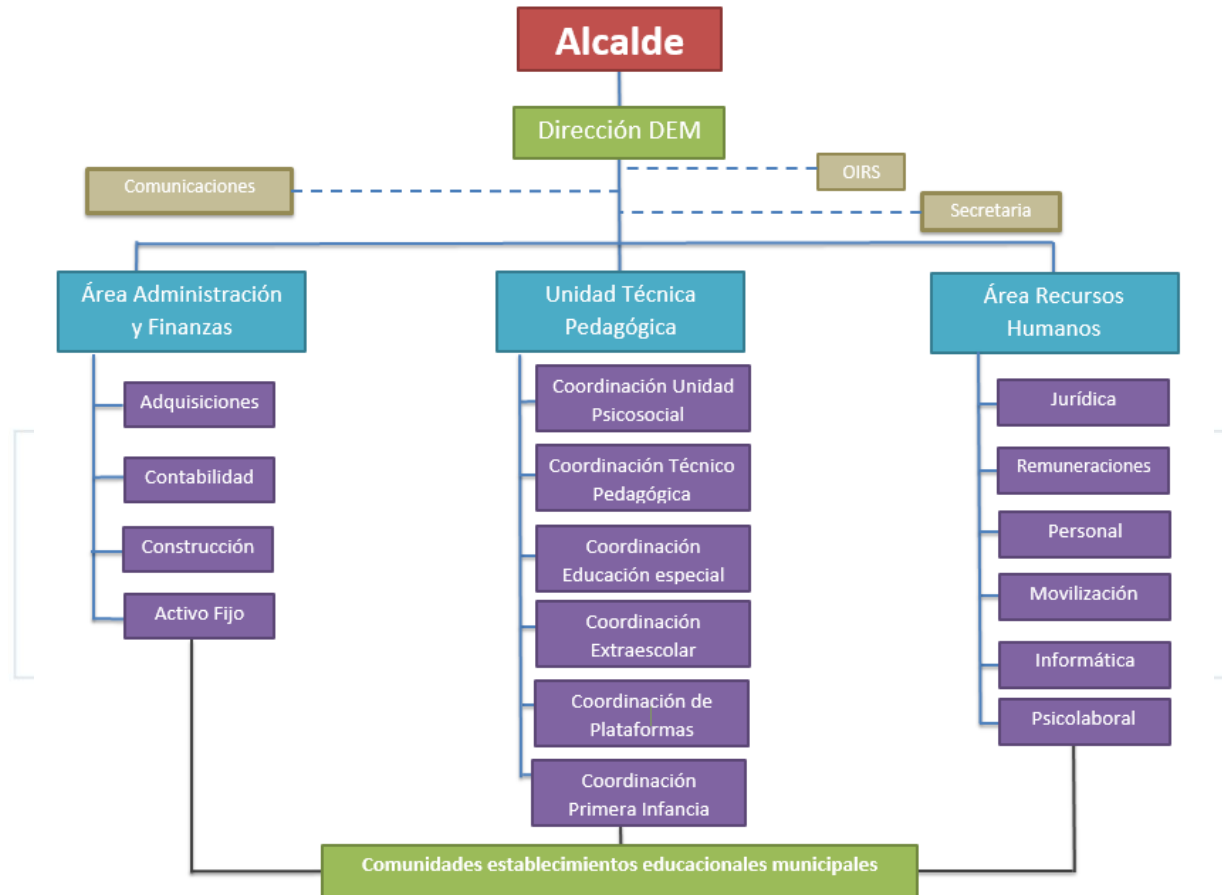 Alcalde
Dirección DEM
Comunicaciones
OIRS
Secretaria
Área Administración
y Finanzas
Adquisiciones
Contabilidad
Construcción
Activo Fijo
Unidad Técnica
Pedagógica
Coordinación Unidad
Psicosocial
Coordinación Técnico
Pedagógica
Coordinación
Educación especial
Coordinación
Extraescolar
Coordinación de
Plataformas
Coordinación
Primera Infancia
Área Recursos
Humanos
Jurídica
Remuneraciones
Personal
Movilización
Informática
Psicolaboral
Comunidades establecimientos educacionales municipales